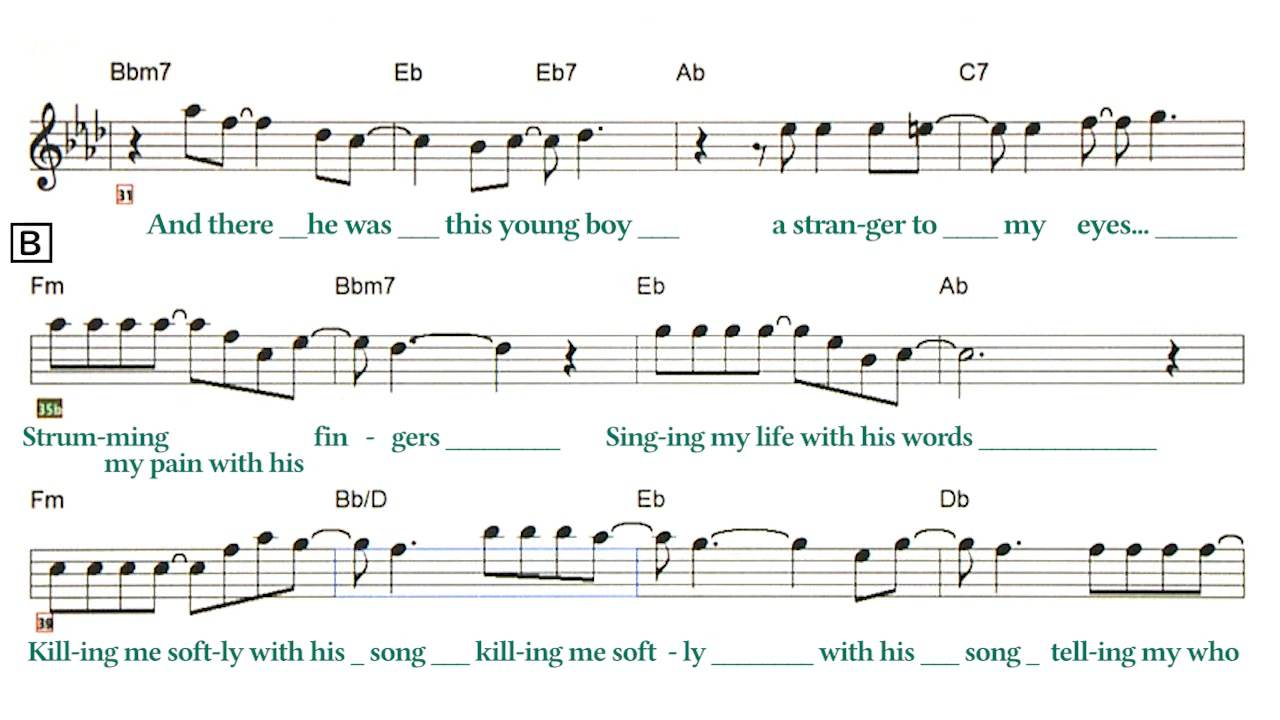 Bbm7 Eb Eb7 Ab C7
31
And there __he was ___ this young boy ___ a stran-ger to ____ my eyes... ______
B
Fm Bbm7 Eb Ab
35b
Strum-ming fin - gers _________ Sing-ing my life with his words ______________
my pain with his
Fm Bb/D Eb Db
39
Kill-ing me soft-ly with his _ song ___ kill-ing me soft - ly ________ with his ___ song _ tell-ing my who